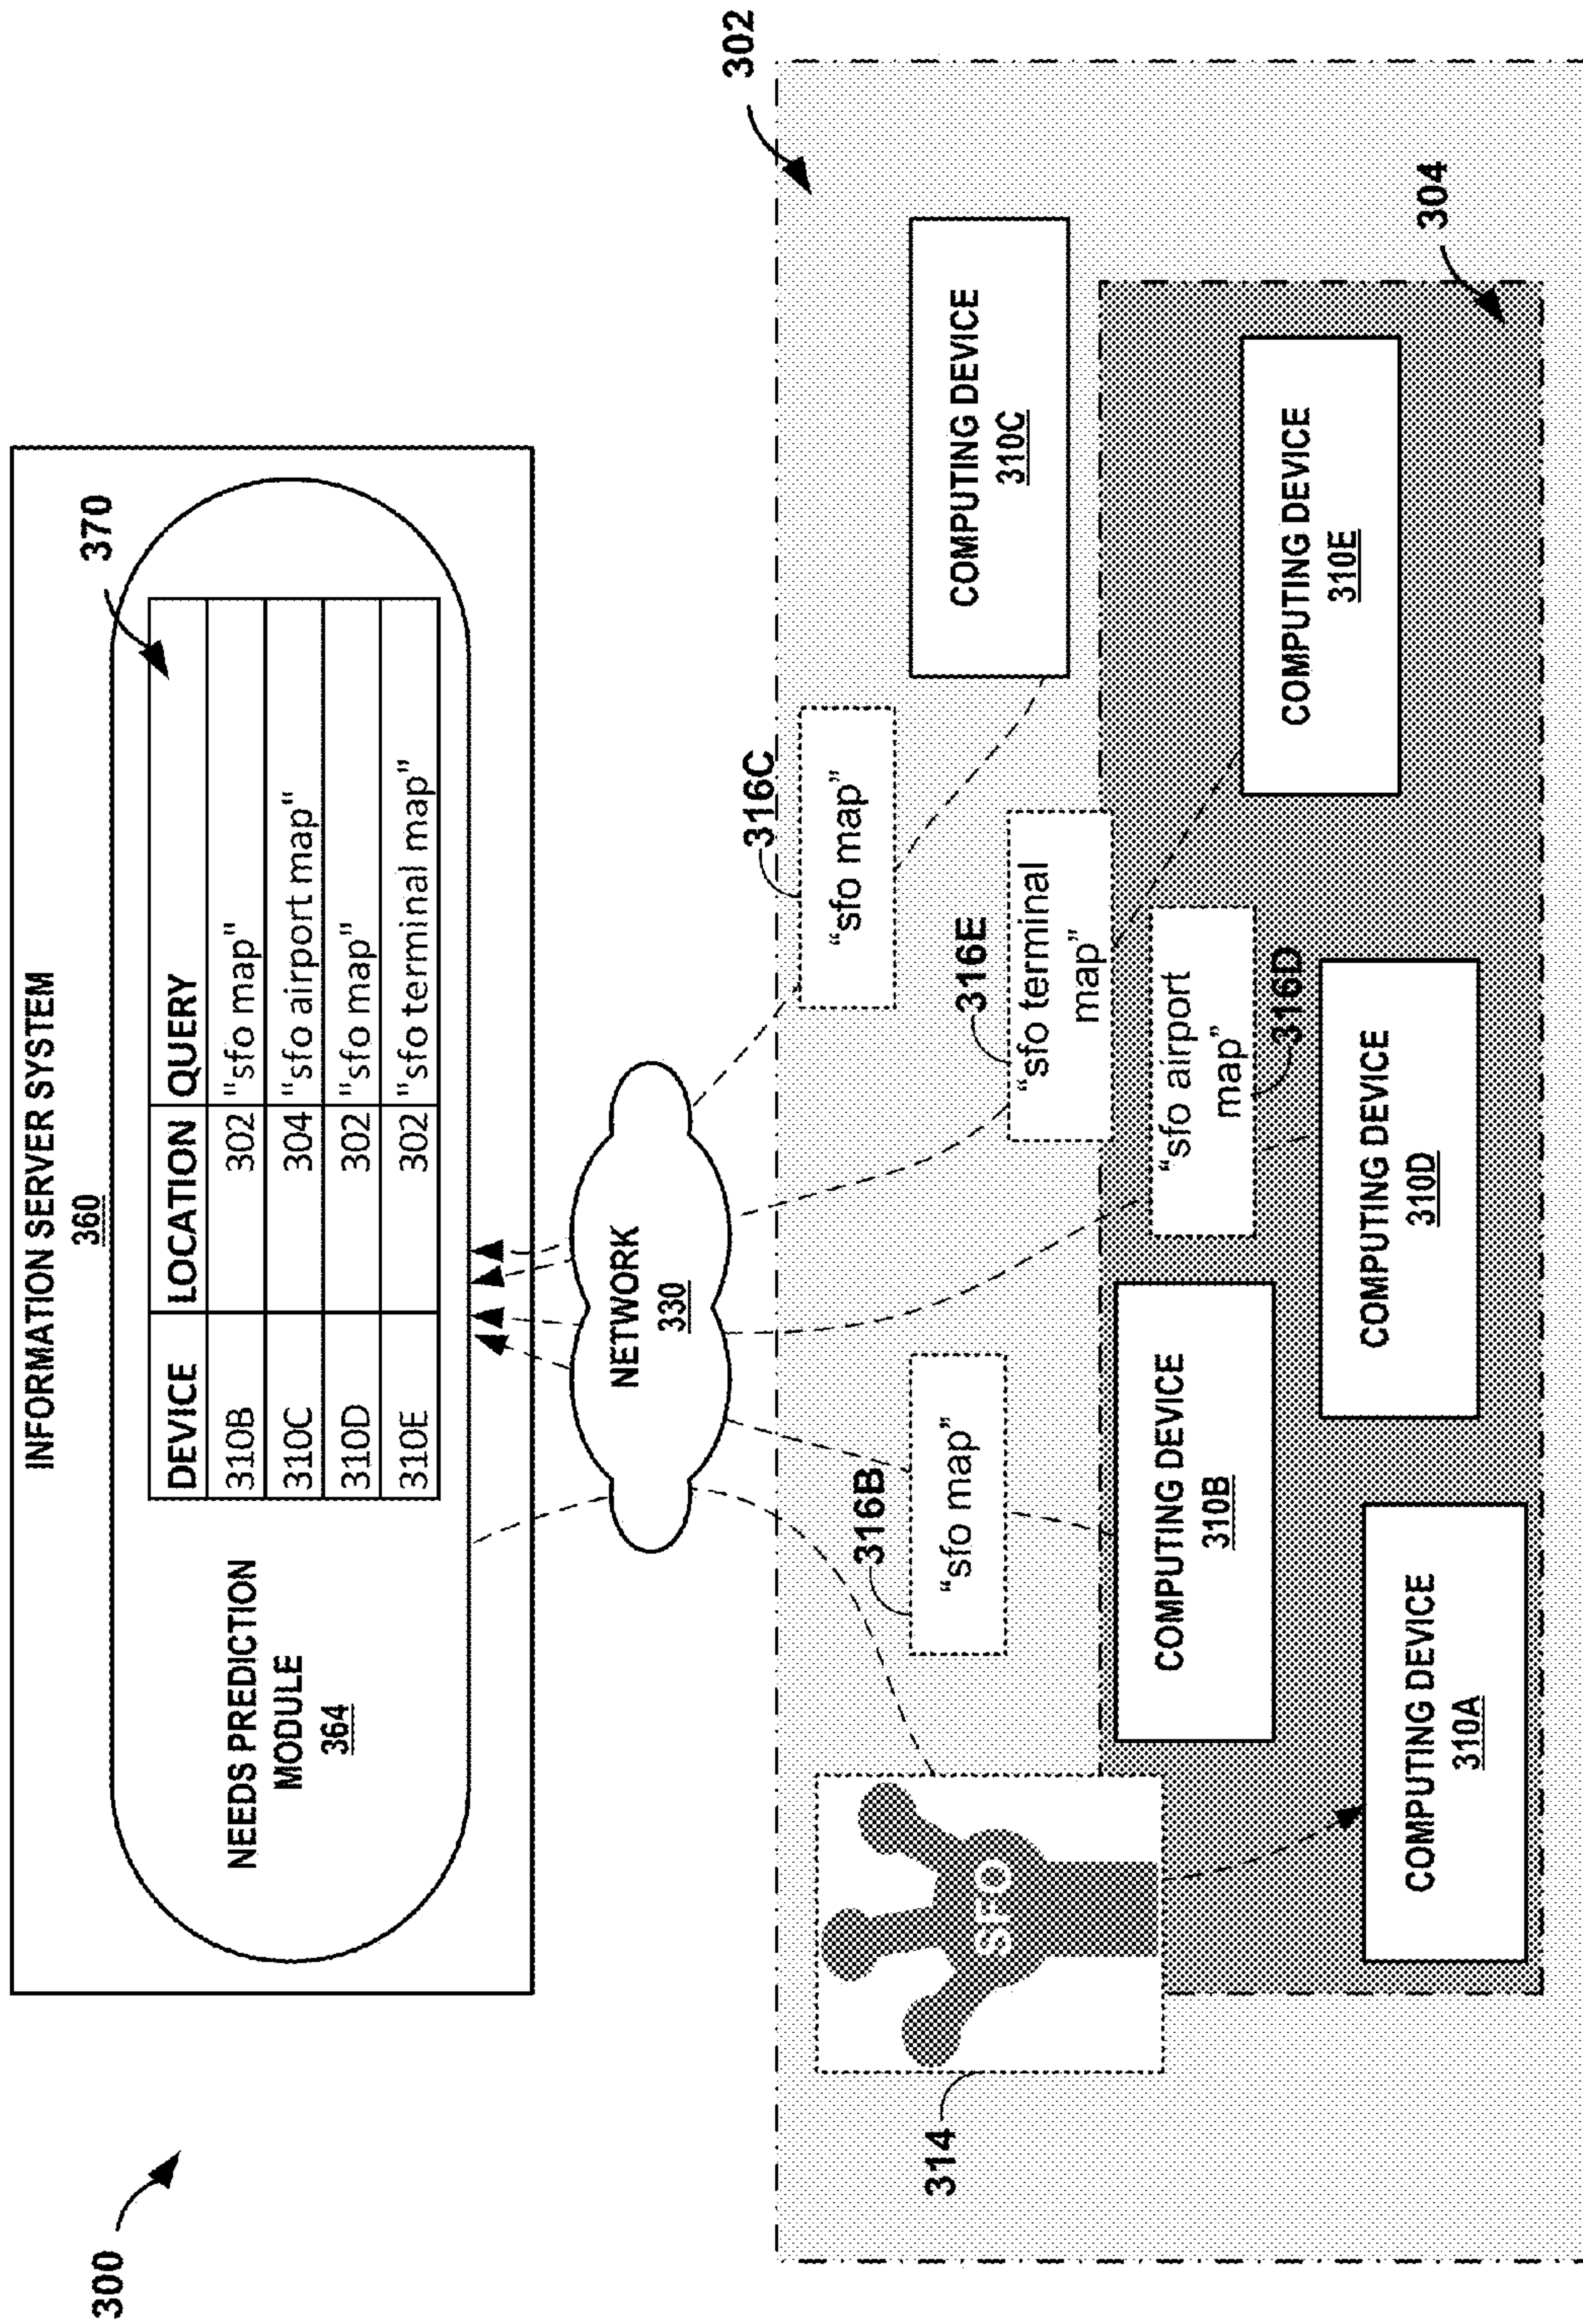 300
INFORMATION SERVER SYSTEM
360
370
NEEDS PREDICTION
MODULE
364
DEVICE LOCATION QUERY
310B 302 "sfo map"
310C 304 "sfo airport map"
310D 302 "sfo map"
310E 302 "sfo terminal map"
NETWORK
330
302
316C
“sfo map”
316B
“sfo map”
316E
“sfo terminal
map”
314
SFO
COMPUTING DEVICE
310C
304
“sfo airport
map”
316D
COMPUTING DEVICE
310B
COMPUTING DEVICE
310E
COMPUTING DEVICE
310D
COMPUTING DEVICE
310A